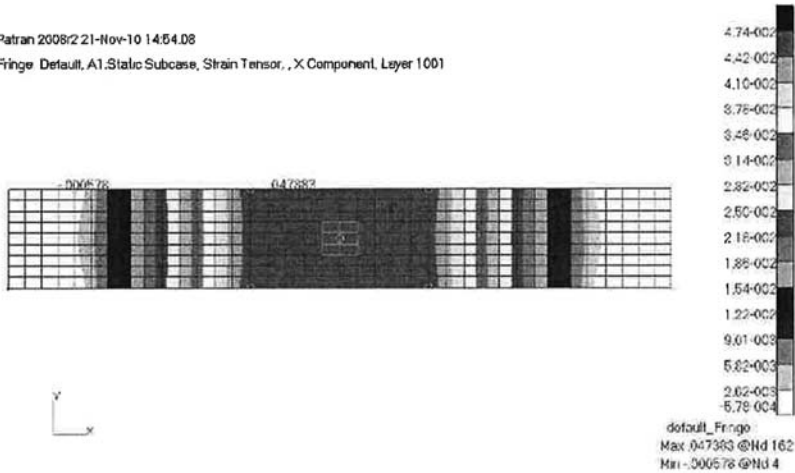 Patran 2008r2 21-Nov-10 14:54:08
Fringe: Default, A1:Static Subcase, Strain Tensor, , X Component, Layer 1001
-.000578
.047383
4.74-002
4.42-002
4.10-002
3.78-002
3.46-002
3.14-002
2.82-002
2.50-002
2.18-002
1.86-002
1.54-002
1.22-002
9.01-003
5.82-003
2.62-003
-5.78-004
default_Fringe :
Max .047383 @Nd 162
Min -.000578 @Nd 4
Y
X